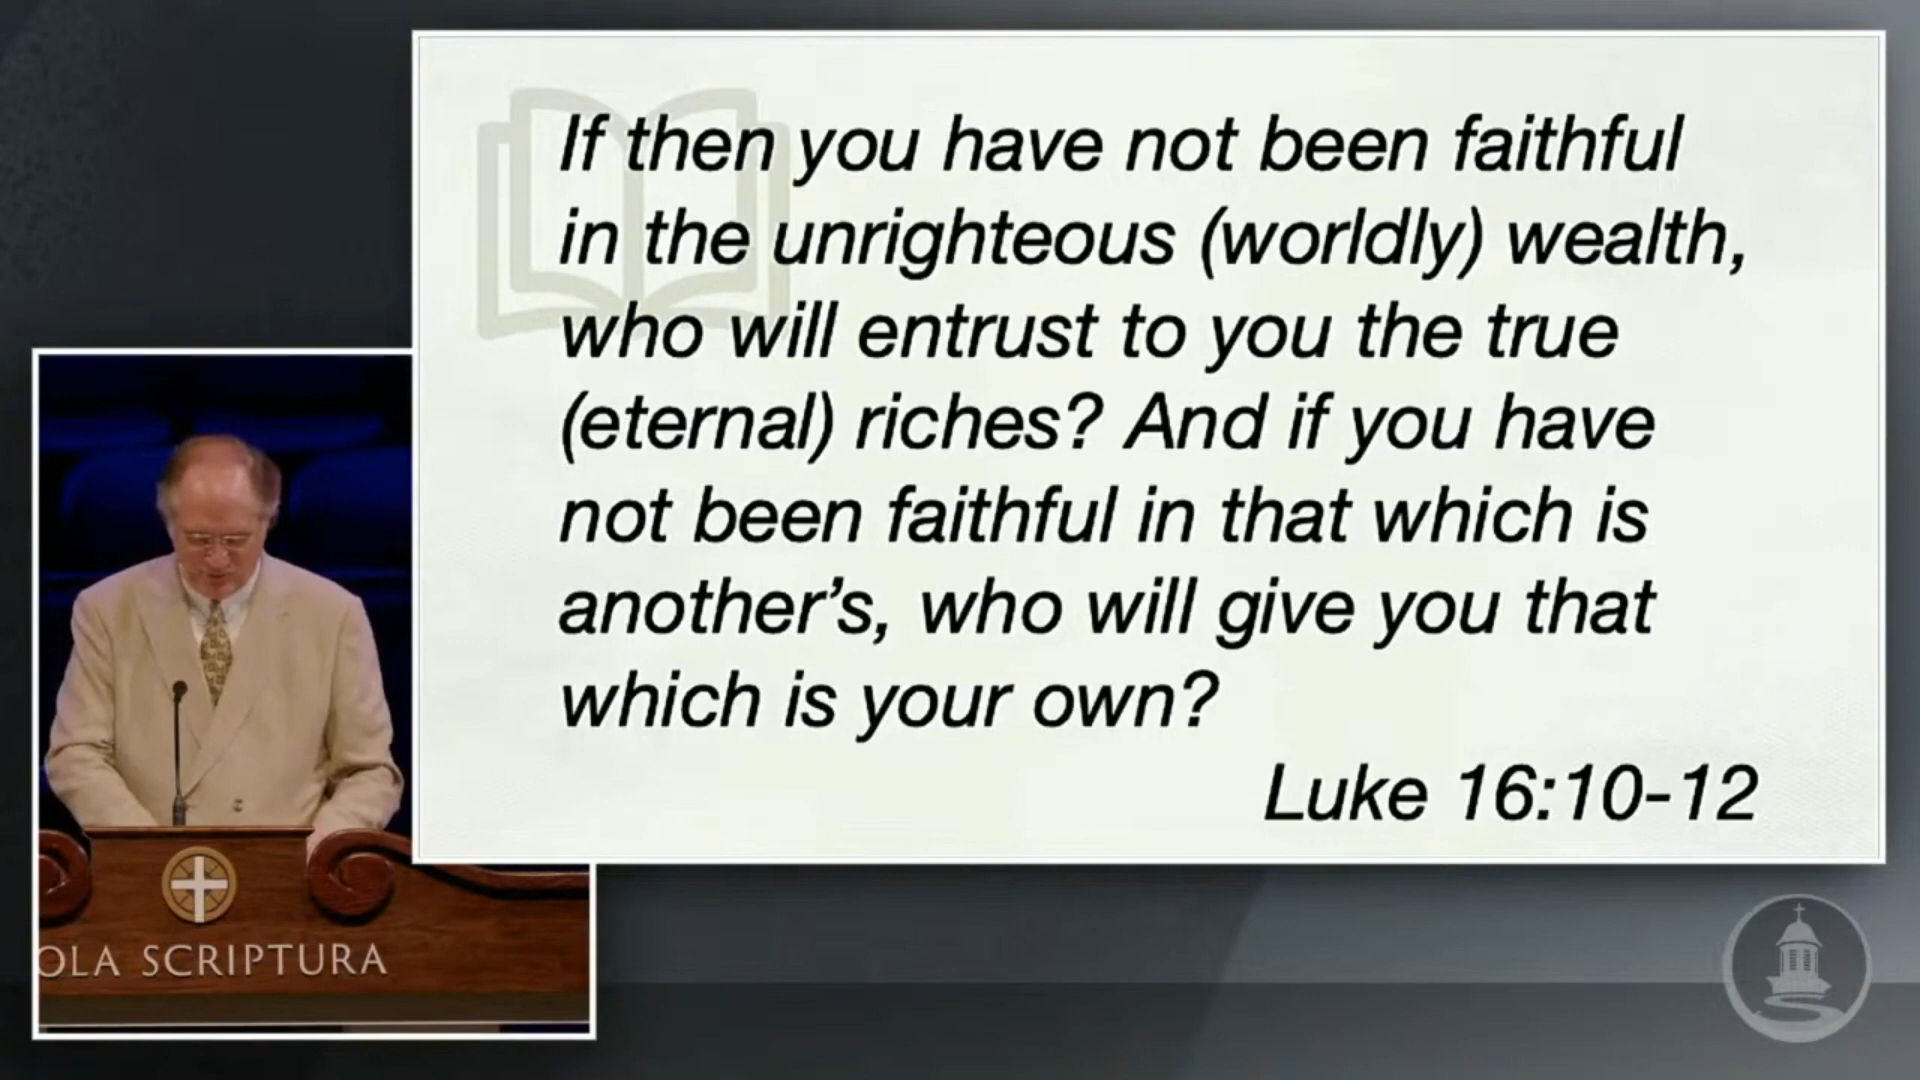 If then you have not been faithful
in the unrighteous (worldly) wealth,
who will entrust to you the true
(eternal) riches? And if you have
not been faithful in that which is
another’s, who will give you that
which is your own?
Luke 16:10-12
OLA SCRIPTURA